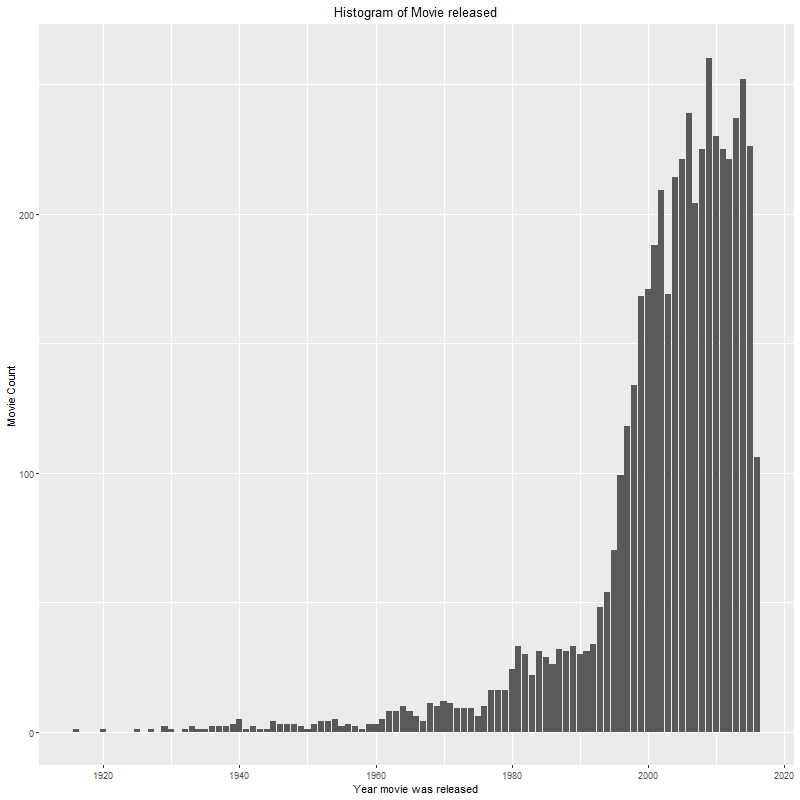 Histogram of Movie released
Movie Count
200
100
0
1920 1940 1960 1980 2000 2020
Year movie was released